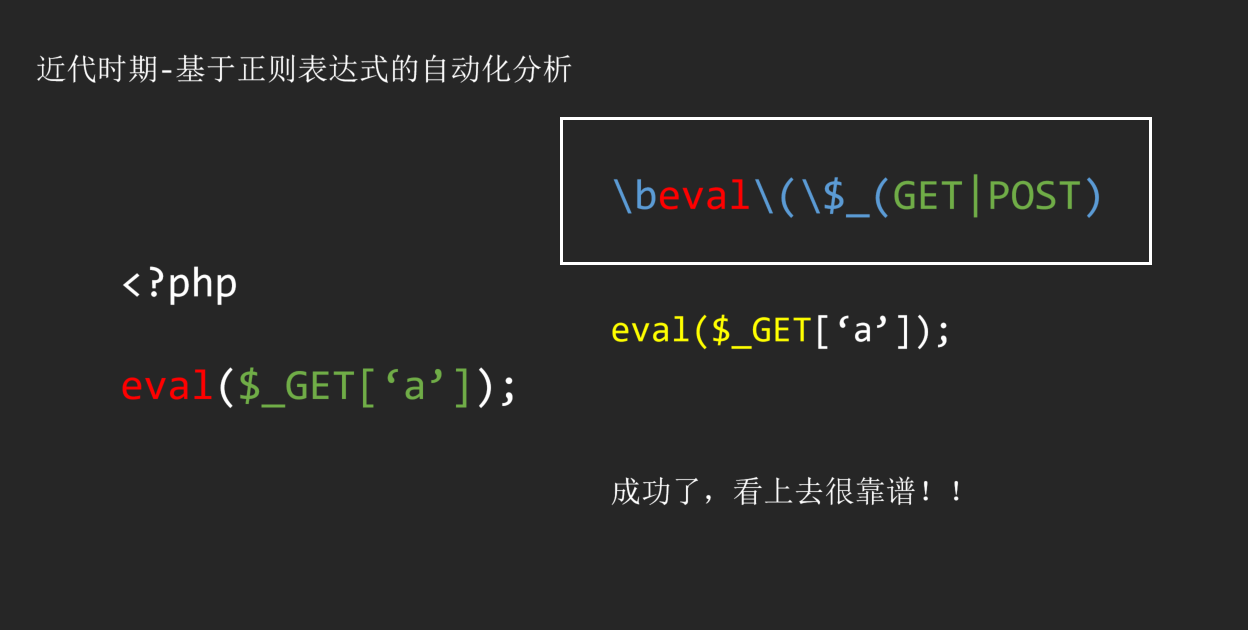 近代时期-基于正则表达式的自动化分析
\beval\(\$_(GET|POST)
<?php
eval($_GET[‘a’]);
eval($_GET[‘a’]);
成功了，看上去很靠谱！！